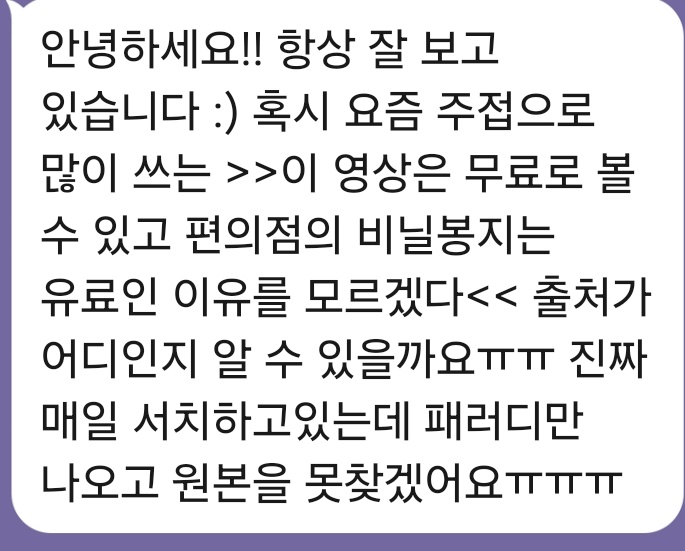 안녕하세요!! 항상 잘 보고
있습니다 :) 혹시 요즘 주접으로
많이 쓰는 >>이 영상은 무료로 볼
수 있고 편의점의 비닐봉지는
유료인 이유를 모르겠다<< 출처가
어디인지 알 수 있을까요ㅠㅠ 진짜
매일 서치하고있는데 패러디만
나오고 원본을 못찾겠어요ㅠㅠㅠ